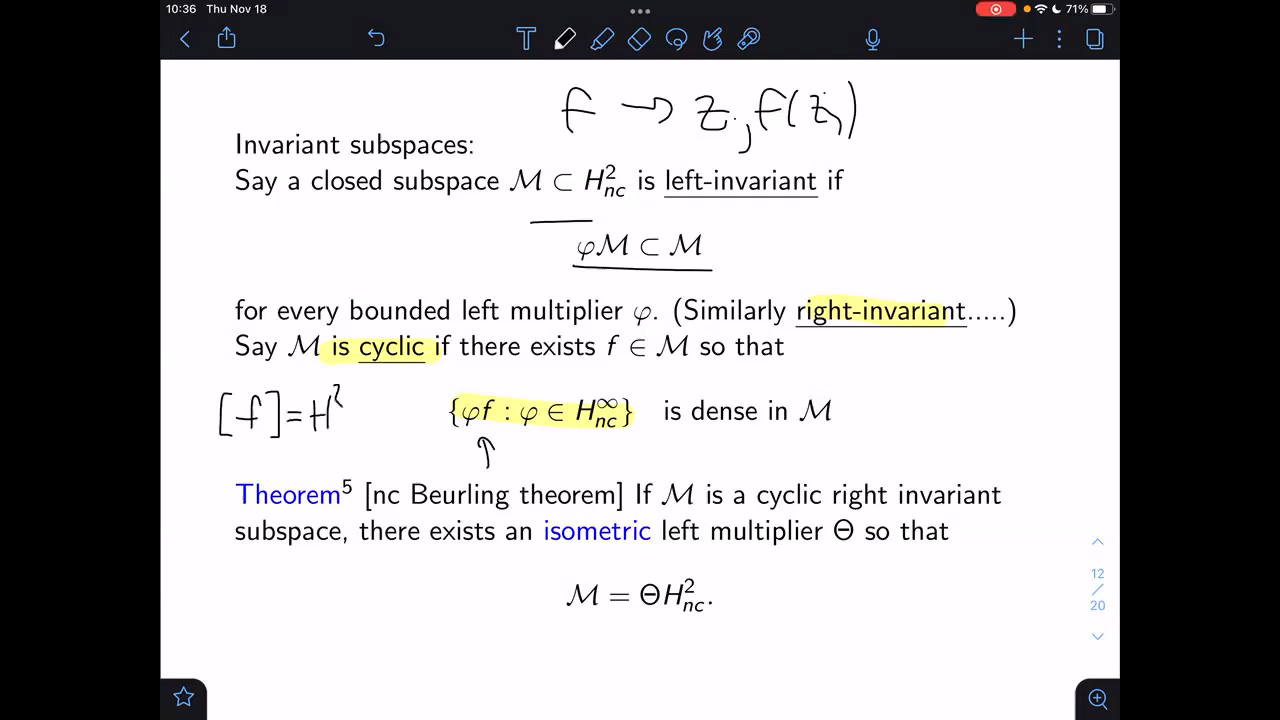 10:36 Thu Nov 18
71%
f → z_j f(z)
Invariant subspaces:
Say a closed subspace ℳ ⊂ H²_nc is left-invariant if
φℳ ⊂ ℳ
for every bounded left multiplier φ. (Similarly right-invariant.....)
Say ℳ is cyclic if there exists f ∈ ℳ so that
[f] = H²
{φf : φ ∈ H^∞_nc} is dense in ℳ
Theorem⁵ [nc Beurling theorem] If ℳ is a cyclic right invariant
subspace, there exists an isometric left multiplier Θ so that
ℳ = ΘH²_nc.
12
/
20